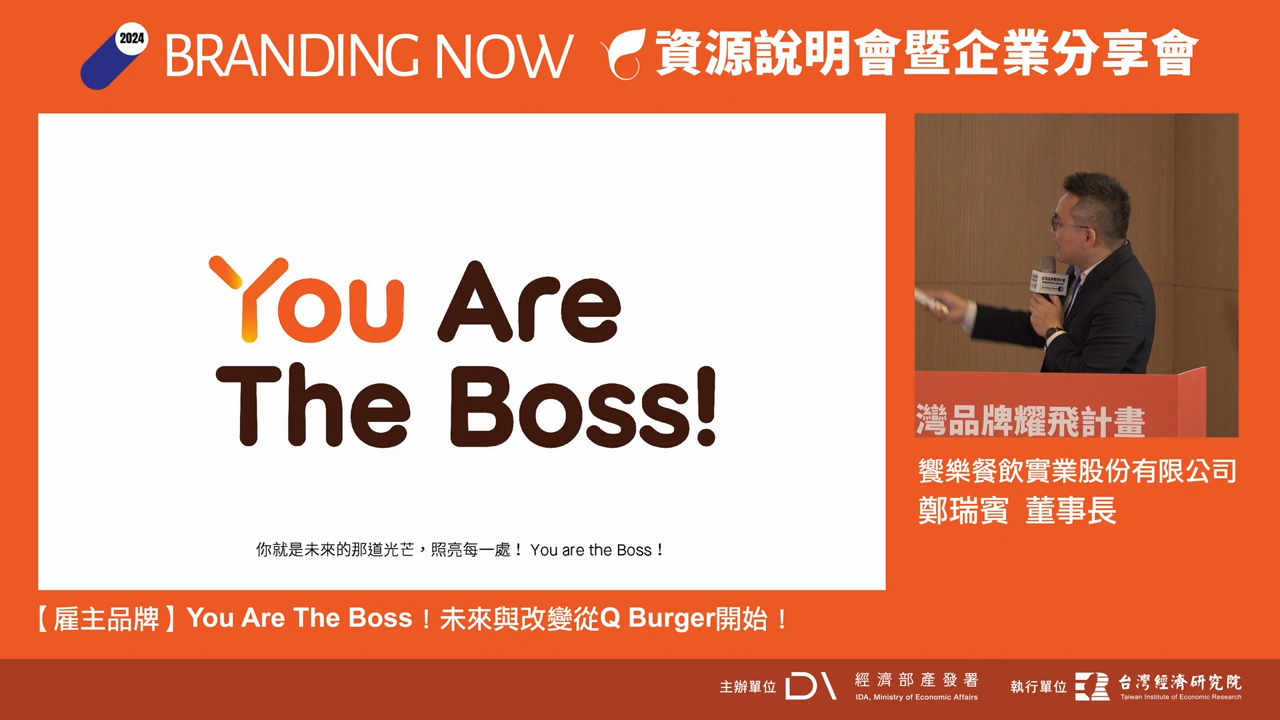 2024 BRANDING NOW 資源說明會暨企業分享會
You Are
The Boss!
你就是未來的那道光芒，照亮每一處！ You are the Boss！
灣品牌耀飛計畫
饗樂餐飲實業股份有限公司
鄭瑞賓 董事長
【雇主品牌】You Are The Boss！未來與改變從Q Burger開始！
主辦單位 經濟部產發署
IDA, Ministry of Economic Affairs
執行單位 台灣經濟研究院
Taiwan Institute of Economic Research